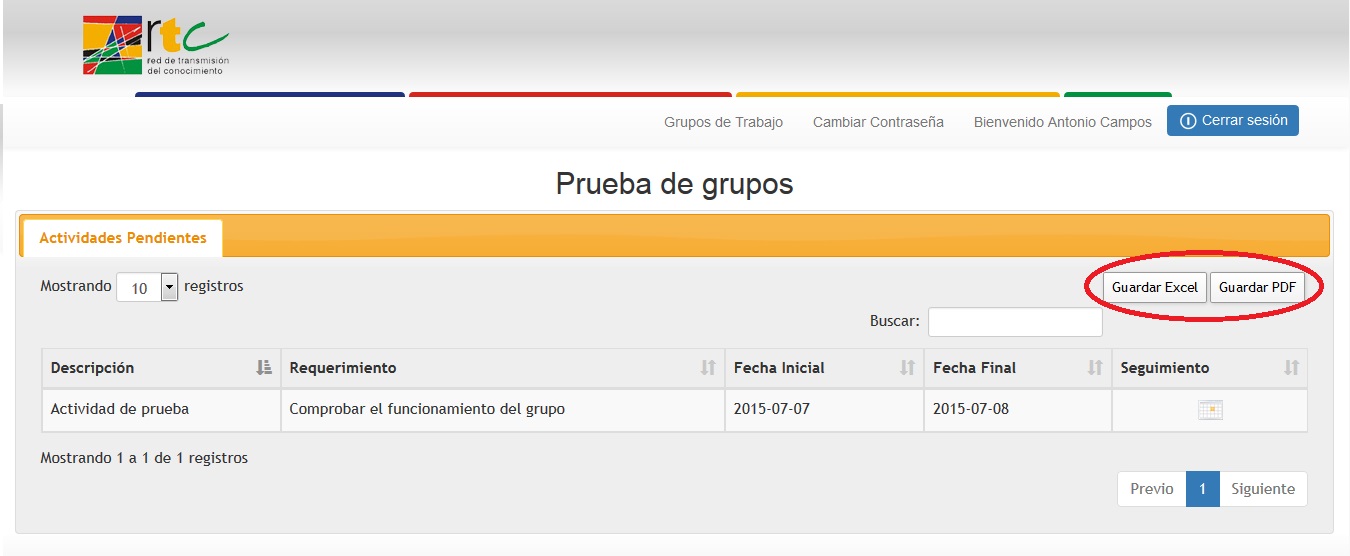 rtc
red de transmisión
del conocimiento
Grupos de Trabajo Cambiar Contraseña Bienvenido Antonio Campos Cerrar sesión
Prueba de grupos
Actividades Pendientes
Mostrando 10 registros Guardar Excel Guardar PDF
Buscar:
Descripción Requerimiento Fecha Inicial Fecha Final Seguimiento
Actividad de prueba Comprobar el funcionamiento del grupo 2015-07-07 2015-07-08
Mostrando 1 a 1 de 1 registros
Previo 1 Siguiente